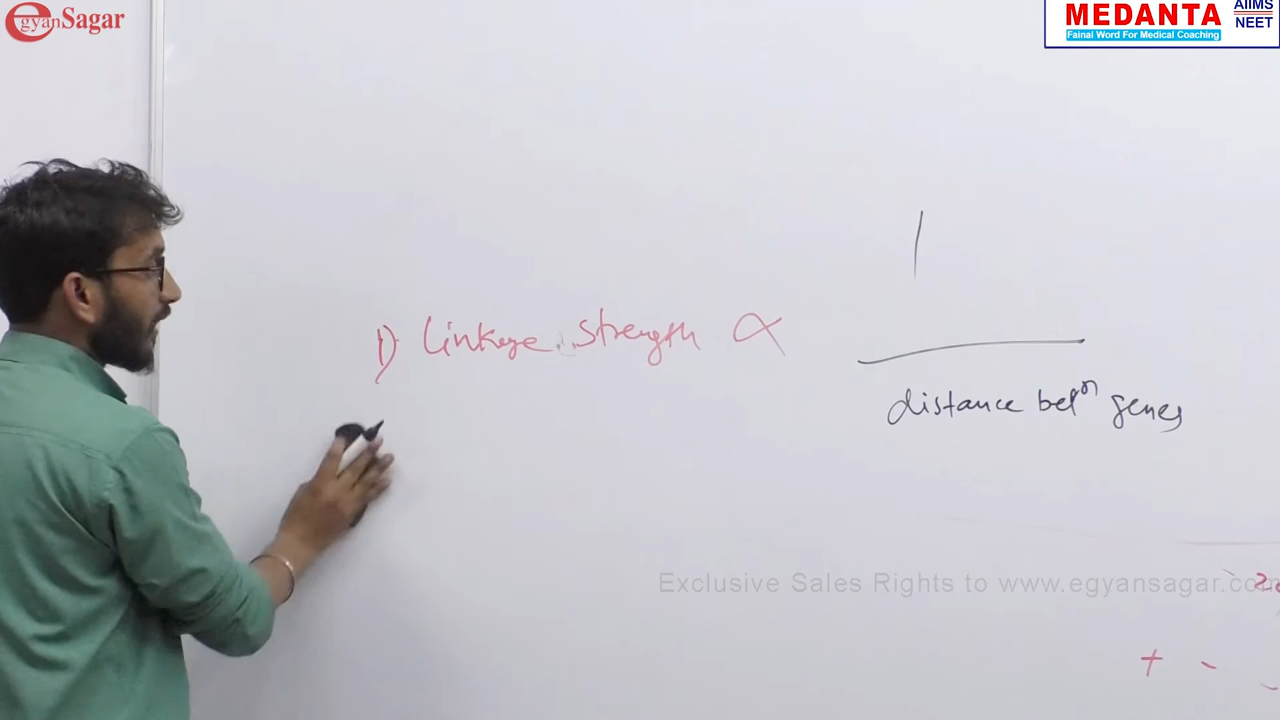 egyanSagar
MEDANTA
AIIMS
NEET
Fainal Word For Medical Coaching
1
1) Linkage strength ∝
distance betⁿ genes
Exclusive Sales Rights to www.egyansagar.com
+ -